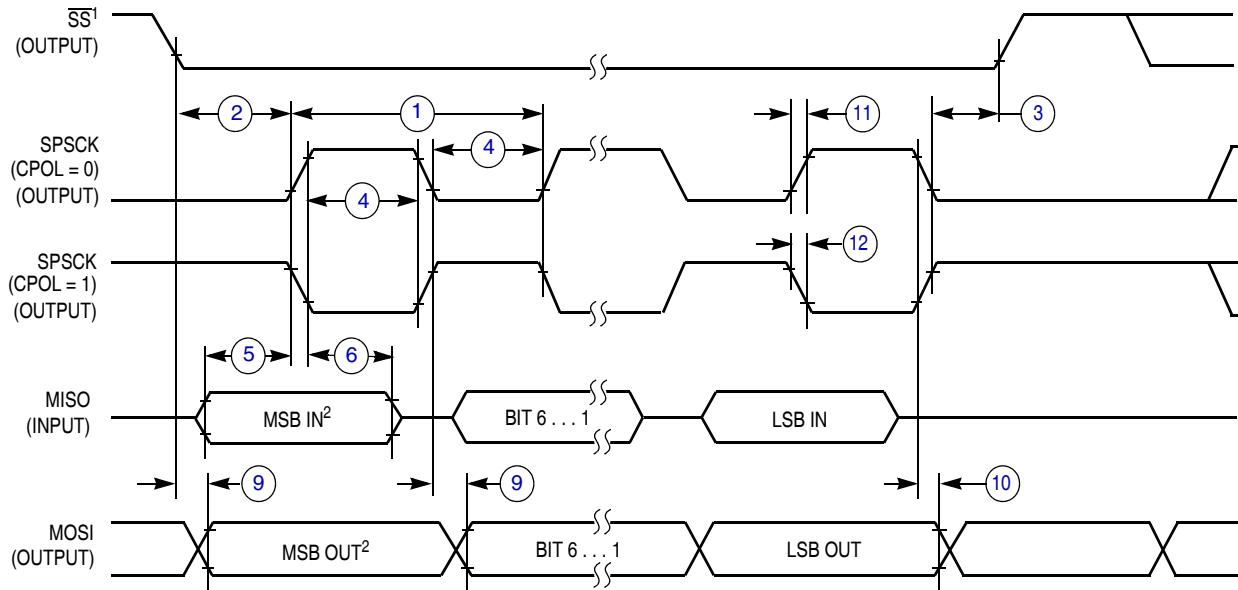 SS1
(OUTPUT)
2
1
11
3
SPSCK
(CPOL = 0)
(OUTPUT)
4
4
SPSCK
(CPOL = 1)
(OUTPUT)
12
5
6
MISO
(INPUT)
MSB IN2
BIT 6 . . . 1
LSB IN
9
9
10
MOSI
(OUTPUT)
MSB OUT2
BIT 6 . . . 1
LSB OUT